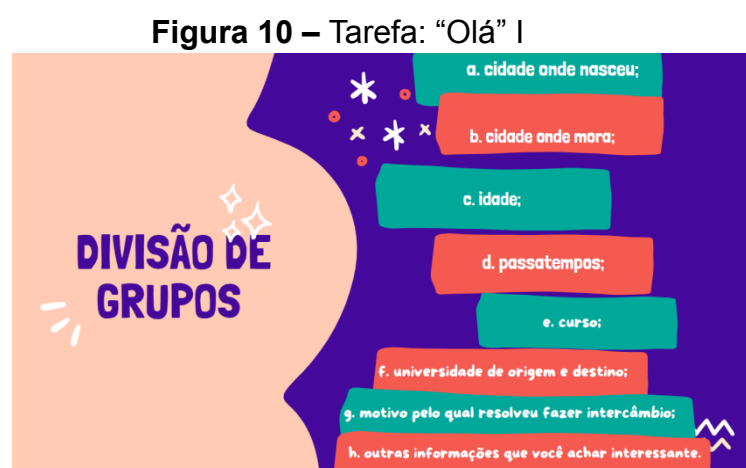 Figura 10 – Tarefa: “Olá” I
DIVISÃO DE
GRUPOS
a. cidade onde nasceu;
b. cidade onde mora;
c. idade;
d. passatempos;
e. curso;
f. universidade de origem e destino;
g. motivo pelo qual resolveu fazer intercâmbio;
h. outras informações que você achar interessante.